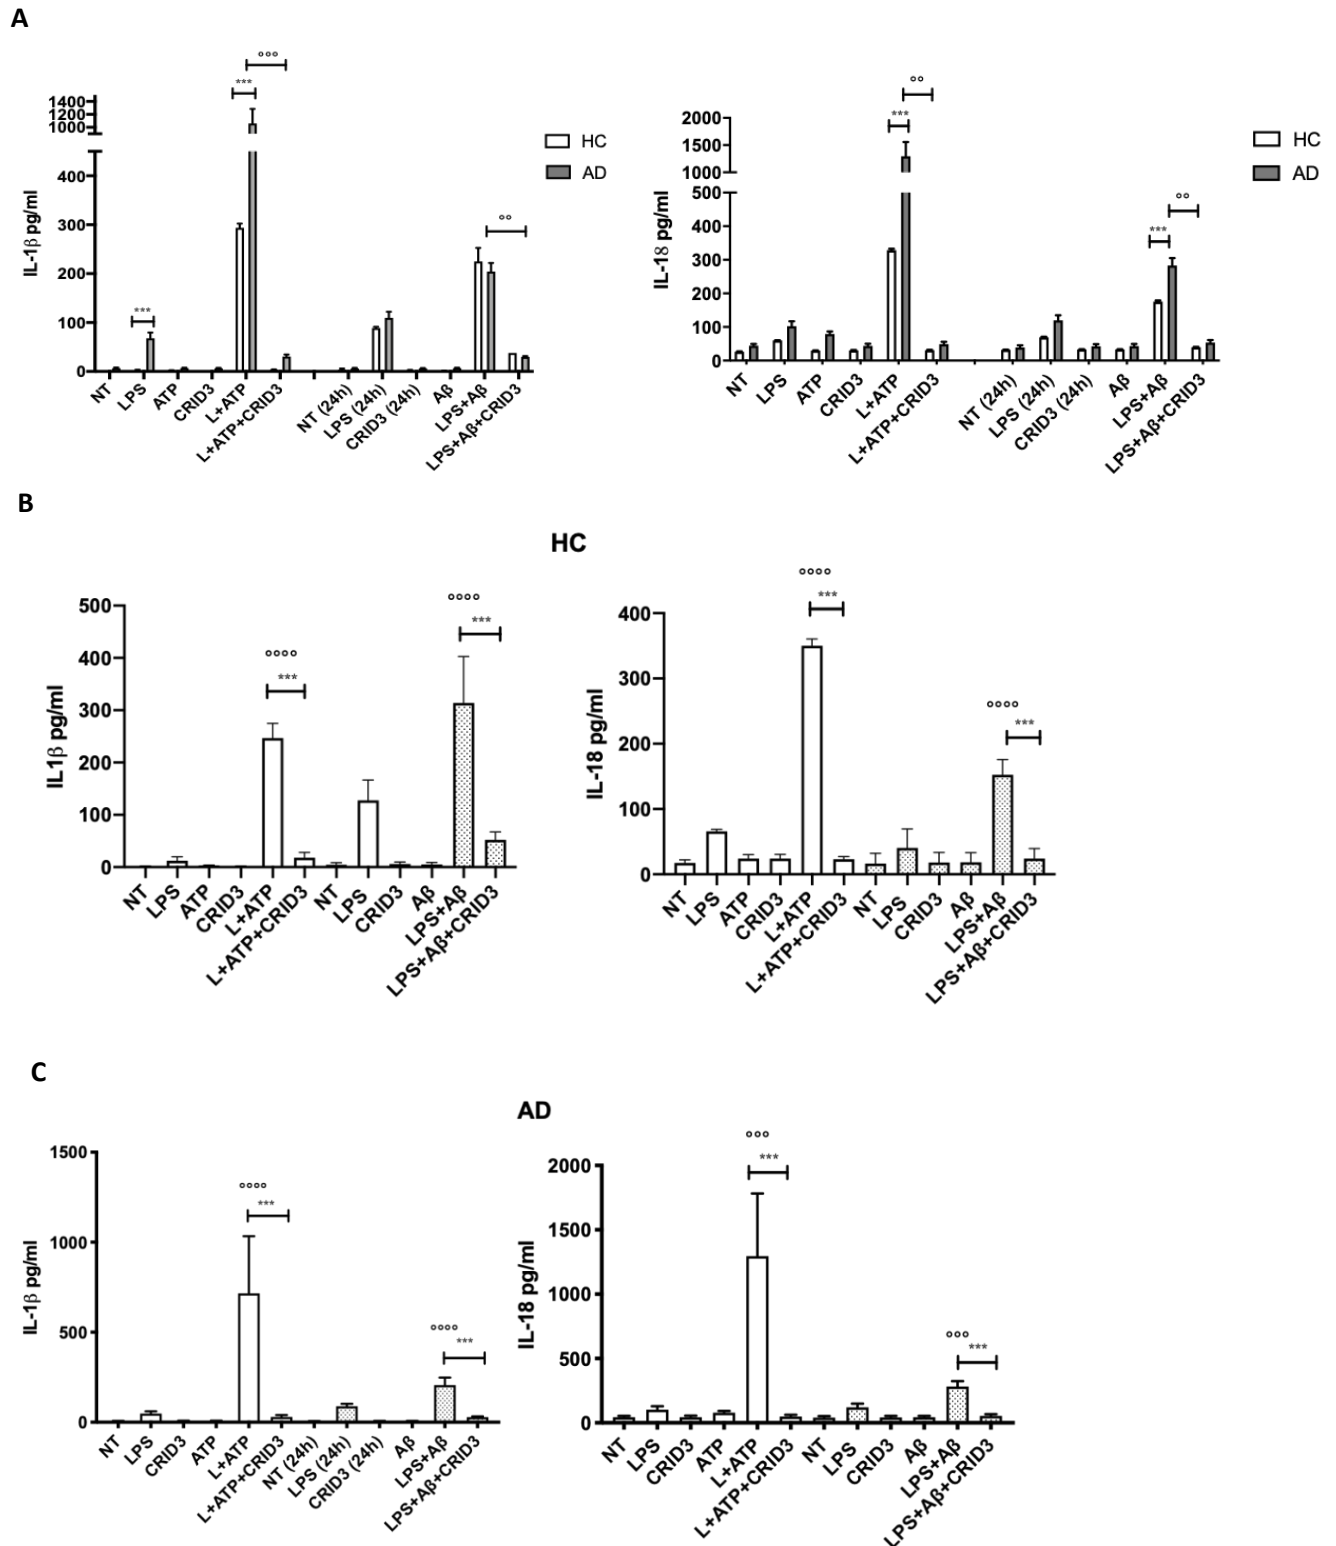 A
°°°
***
1400
1200
1000
400
300
200
100
0
IL-1β pg/ml
***
°°
HC
AD
NT
LPS
ATP
CRID3
L+ATP
L+ATP+CRID3
NT (24h)
LPS (24h)
CRID3 (24h)
Aβ
LPS+Aβ
LPS+Aβ+CRID3
°°
***
2000
1500
1000
500
400
300
200
100
0
IL-18 pg/ml
°°
***
HC
AD
NT
LPS
ATP
CRID3
L+ATP
L+ATP+CRID3
NT (24h)
LPS (24h)
CRID3 (24h)
Aβ
LPS+Aβ
LPS+Aβ+CRID3
B
HC
500
400
300
200
100
0
IL1β pg/ml
°°°°
***
°°°°
***
NT
LPS
ATP
CRID3
L+ATP
L+ATP+CRID3
NT
LPS
CRID3
Aβ
LPS+Aβ
LPS+Aβ+CRID3
400
300
200
100
0
IL-18 pg/ml
°°°°
***
°°°°
***
NT
LPS
ATP
CRID3
L+ATP
L+ATP+CRID3
NT
LPS
CRID3
Aβ
LPS+Aβ
LPS+Aβ+CRID3
C
AD
1500
1000
500
0
IL-1β pg/ml
°°°°
***
°°°°
***
NT
LPS
CRID3
ATP
L+ATP
L+ATP+CRID3
NT (24h)
LPS (24h)
CRID3 (24h)
Aβ
LPS+Aβ
LPS+Aβ+CRID3
2000
1500
1000
500
0
IL-18 pg/ml
°°°
***
°°°
***
NT
LPS
CRID3
ATP
L+ATP
L+ATP+CRID3
NT
LPS
CRID3
Aβ
LPS+Aβ
LPS+Aβ+CRID3